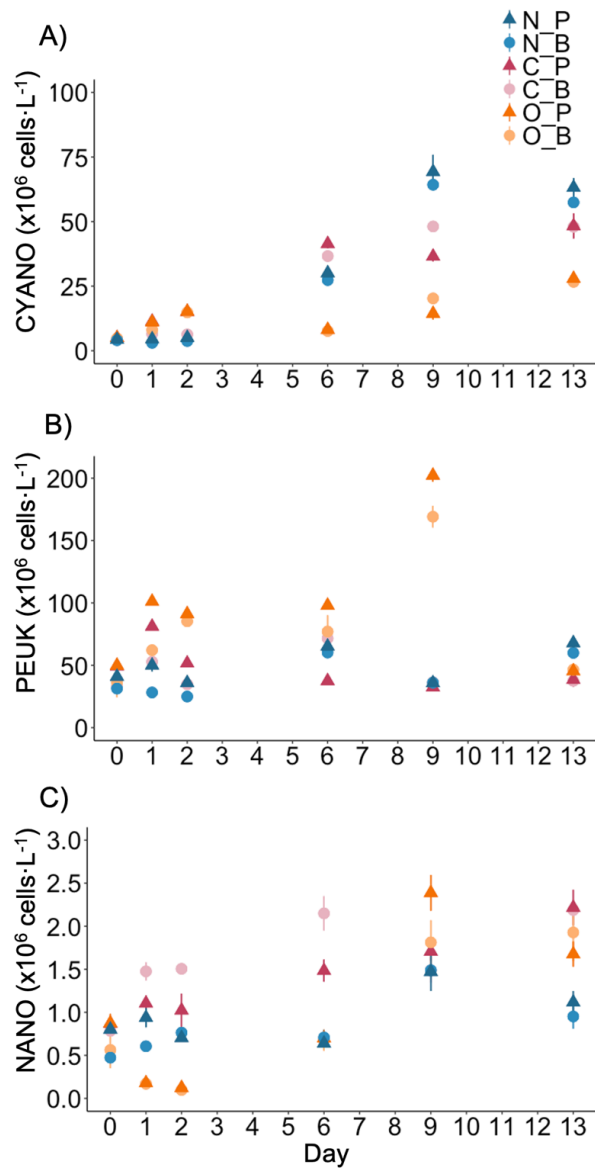 A)
N_P
N_B
C_P
C_B
O_P
O_B
CYANO (x10⁶ cells·L⁻¹)
100
75
50
25
0
0 1 2 3 4 5 6 7 8 9 10 11 12 13
B)
PEUK (x10⁶ cells·L⁻¹)
200
150
100
50
0
0 1 2 3 4 5 6 7 8 9 10 11 12 13
C)
NANO (x10⁶ cells·L⁻¹)
3.0
2.5
2.0
1.5
1.0
0.5
0.0
0 1 2 3 4 5 6 7 8 9 10 11 12 13
Day